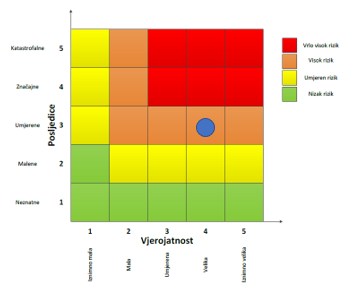 Katastrofalne 5
Značajne 4
Umjerene 3
Malene 2
Neznatne 1
Posljedice
1 2 3 4 5
Vjerojatnost
Iznimno mala
Mala
Umjerena
Velika
Iznimno velika
Vrlo visok rizik
Visok rizik
Umjeren rizik
Nizak rizik